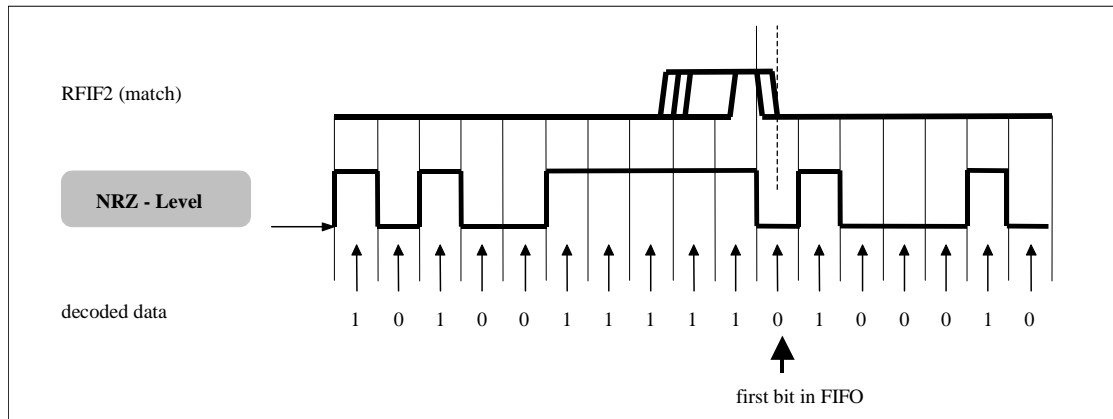 RFIF2 (match)
NRZ - Level
decoded data
1 0 1 0 0 1 1 1 1 1 0 1 0 0 0 1 0
first bit in FIFO